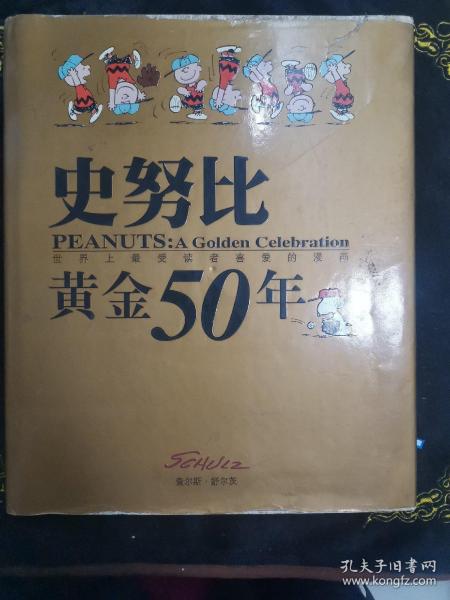 史努比
PEANUTS: A Golden Celebration
世界上最受读者喜爱的漫画
黄金50年
SCHULZ
查尔斯·舒尔茨
孔夫子旧书网
www.kongfz.com